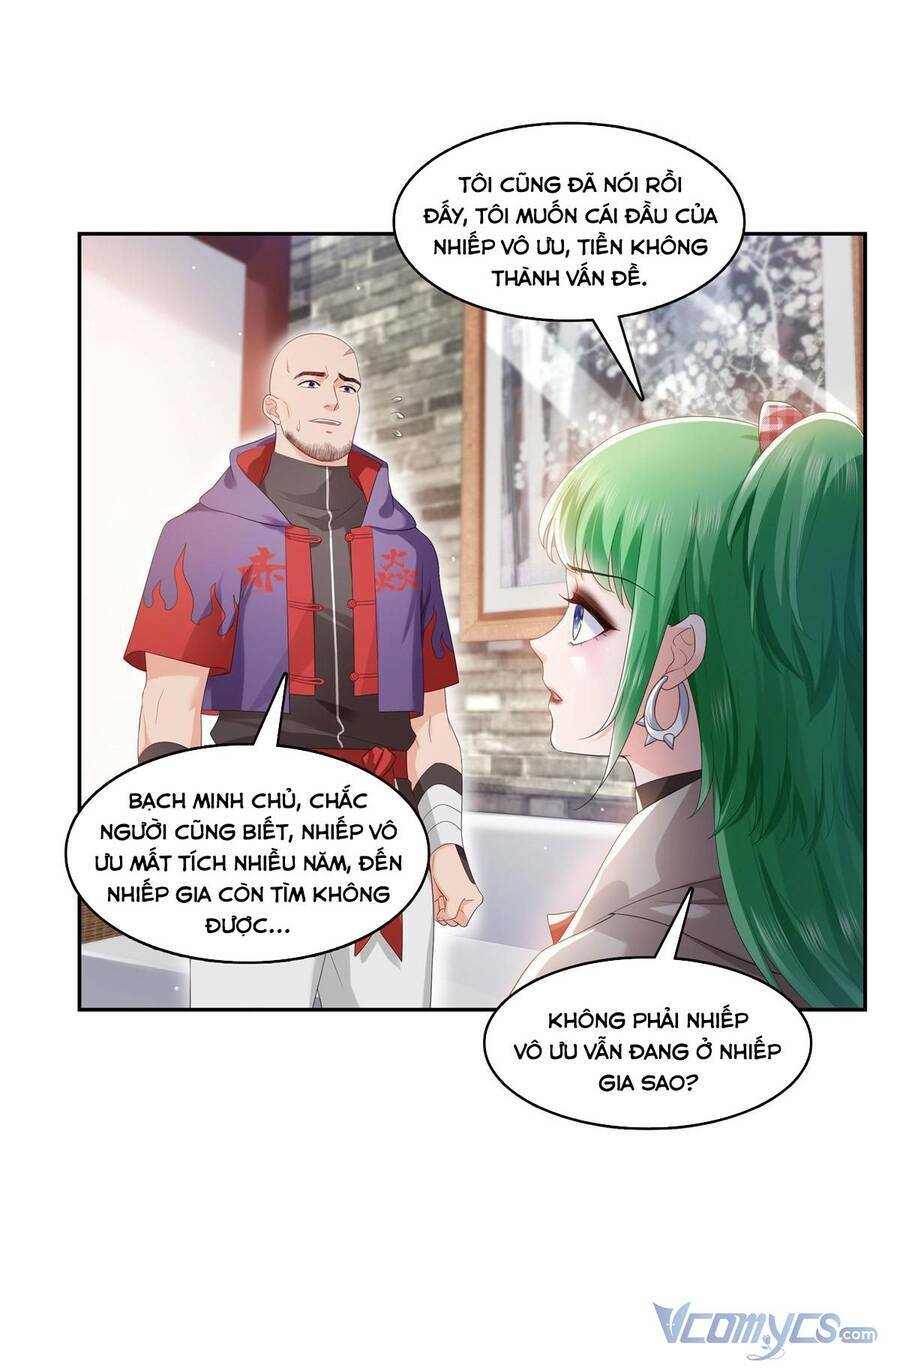 TÔI CŨNG ĐÃ NÓI RỒI
ĐẤY, TÔI MUỐN CÁI ĐẦU CỦA
NHIẾP VÔ ƯU, TIỀN KHÔNG
THÀNH VẤN ĐỀ.
赤 焱
BẠCH MINH CHỦ, CHẮC
NGƯỜI CŨNG BIẾT, NHIẾP VÔ
ƯU MẤT TÍCH NHIỀU NĂM, ĐẾN
NHIẾP GIA CÒN TÌM KHÔNG
ĐƯỢC...
KHÔNG PHẢI NHIẾP
VÔ ƯU VẪN ĐANG Ở NHIẾP
GIA SAO?
VCOMYCS.com